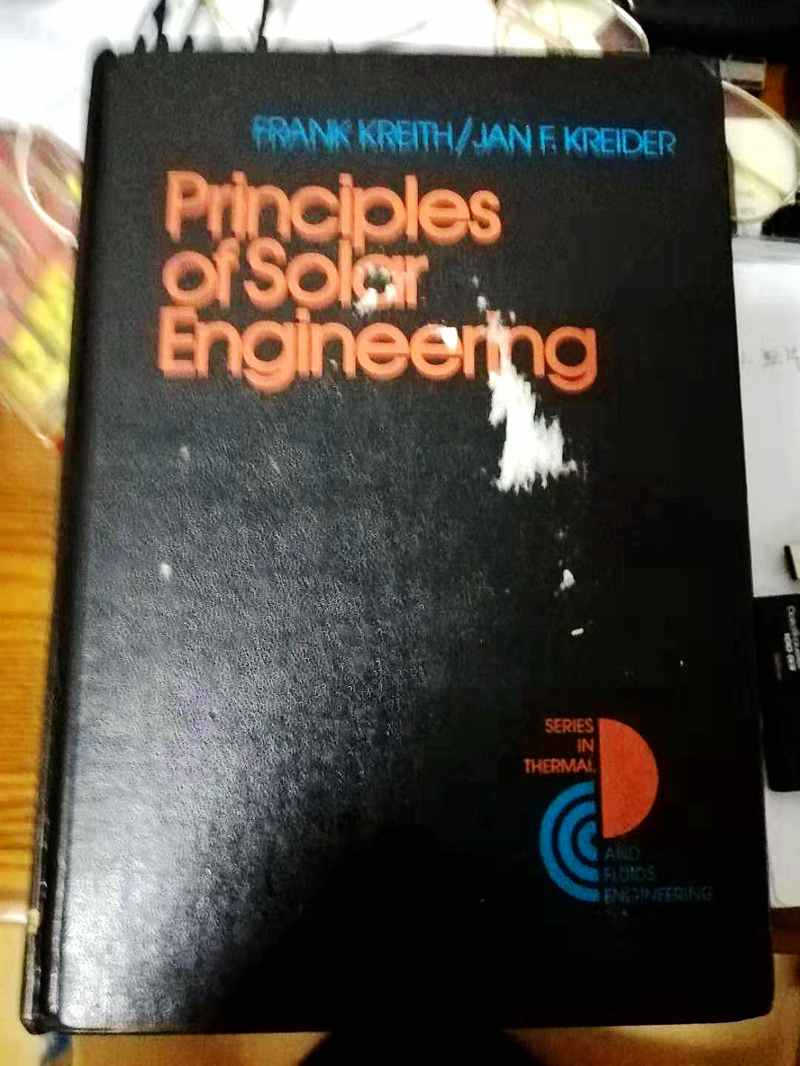 FRANK KREITH/JAN F. KREIDER
Principles
of Solar
Engineering
SERIES
IN
THERMAL
AND
FLUIDS
ENGINEERING